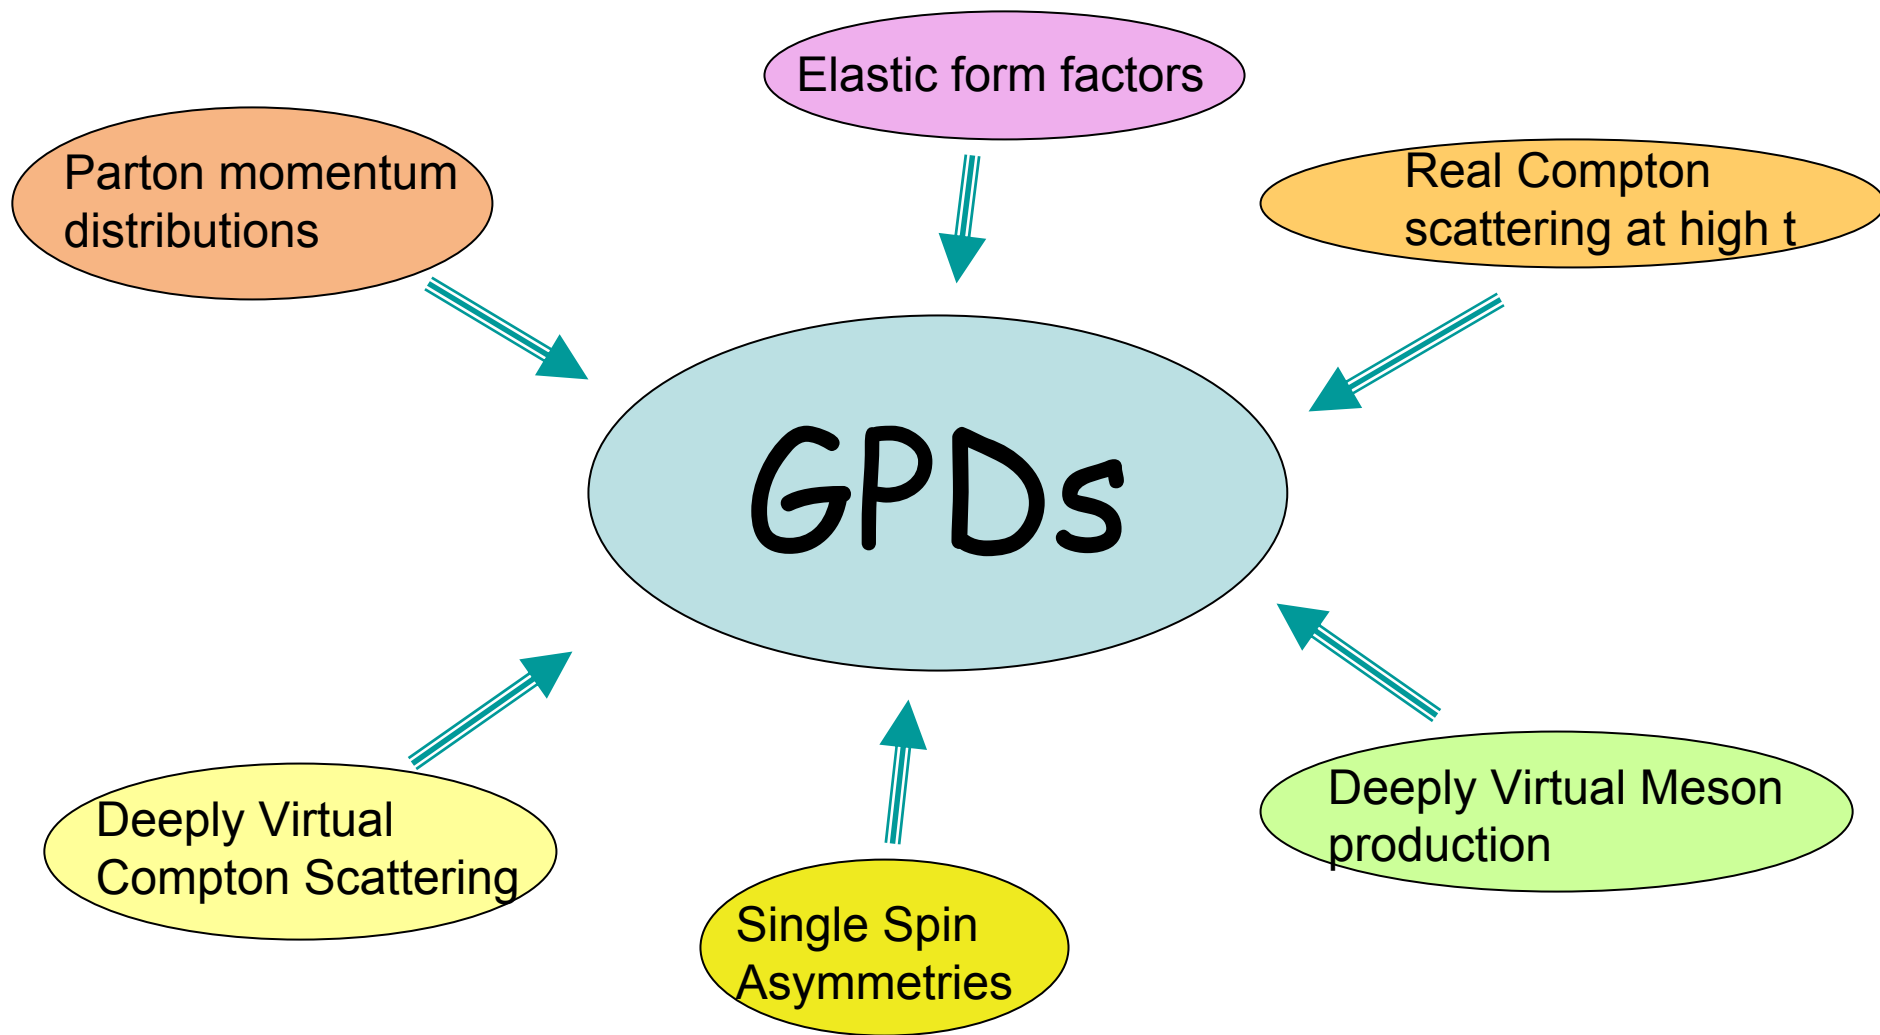 Elastic form factors
Parton momentum
distributions
Real Compton
scattering at high t
GPDs
Deeply Virtual
Compton Scattering
Single Spin
Asymmetries
Deeply Virtual Meson
production